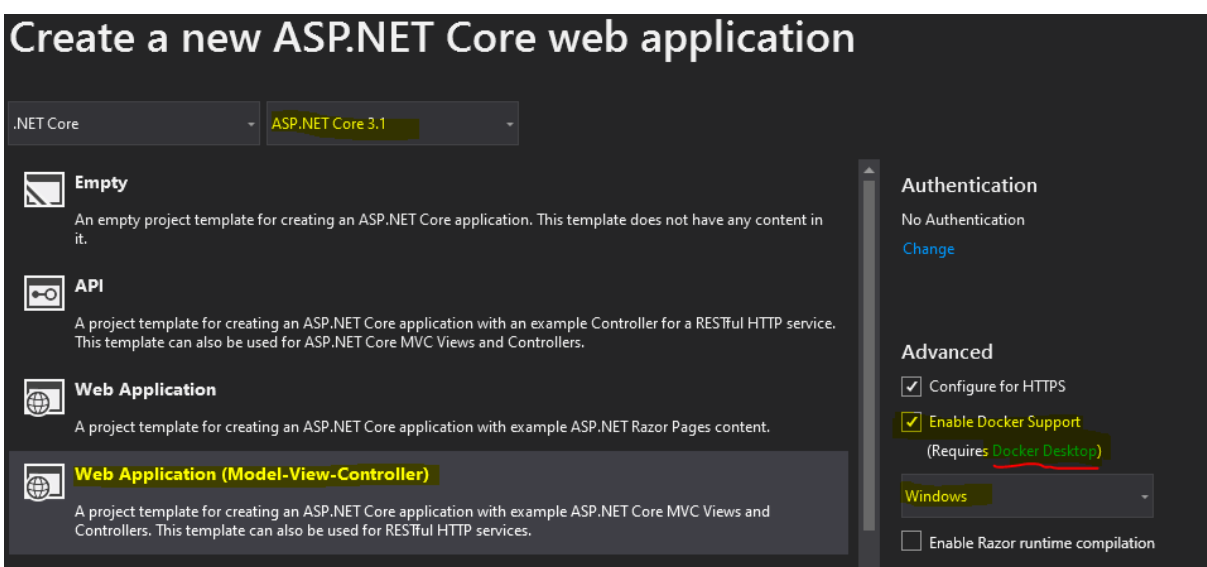 Create a new ASP.NET Core web application
.NET Core
ASP.NET Core 3.1
Empty
An empty project template for creating an ASP.NET Core application. This template does not have any content in
it.
API
A project template for creating an ASP.NET Core application with an example Controller for a RESTful HTTP service.
This template can also be used for ASP.NET Core MVC Views and Controllers.
Web Application
A project template for creating an ASP.NET Core application with example ASP.NET Razor Pages content.
Web Application (Model-View-Controller)
A project template for creating an ASP.NET Core application with example ASP.NET Core MVC Views and
Controllers. This template can also be used for RESTful HTTP services.
Authentication
No Authentication
Change
Advanced
Configure for HTTPS
Enable Docker Support
(Requires Docker Desktop)
Windows
Enable Razor runtime compilation